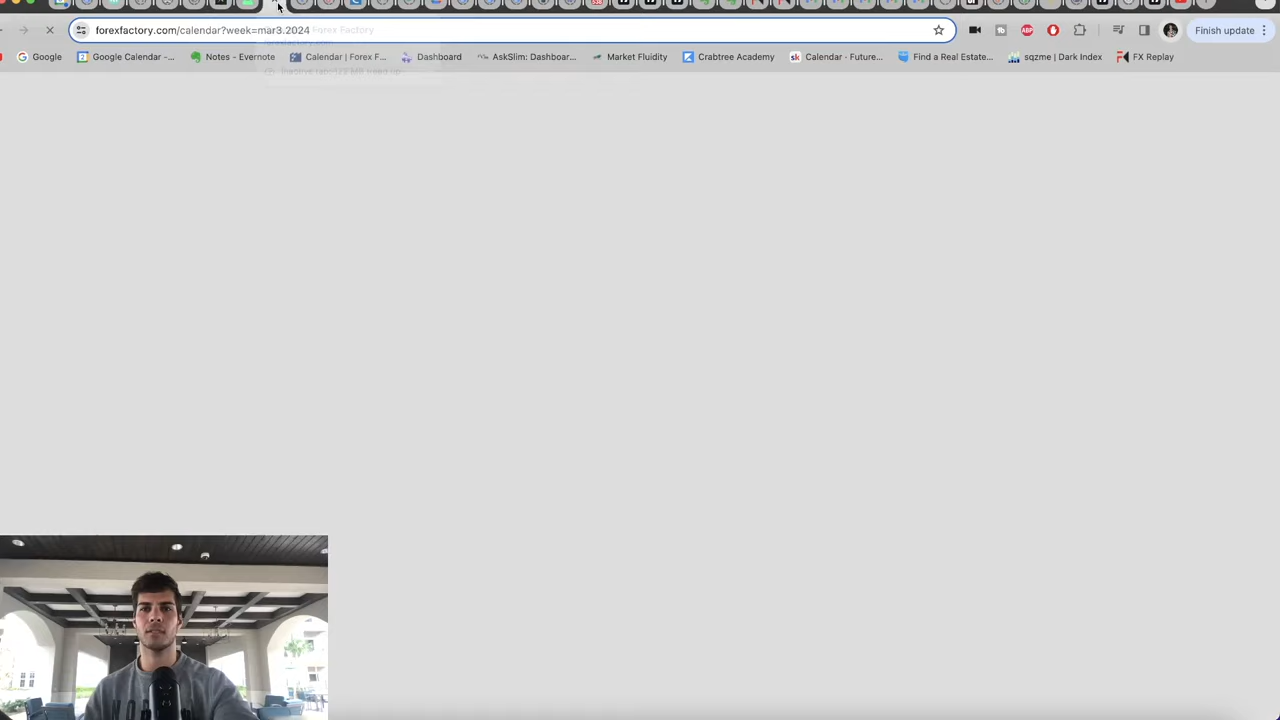 forexfactory.com/calendar?week=mar3.2024
Finish update
Google
Google Calendar -...
Notes - Evernote
Calendar | Forex F...
Dashboard
AskSlim: Dashboar...
Market Fluidity
Crabtree Academy
Calendar - Future...
Find a Real Estate...
sqzme | Dark Index
FX Replay